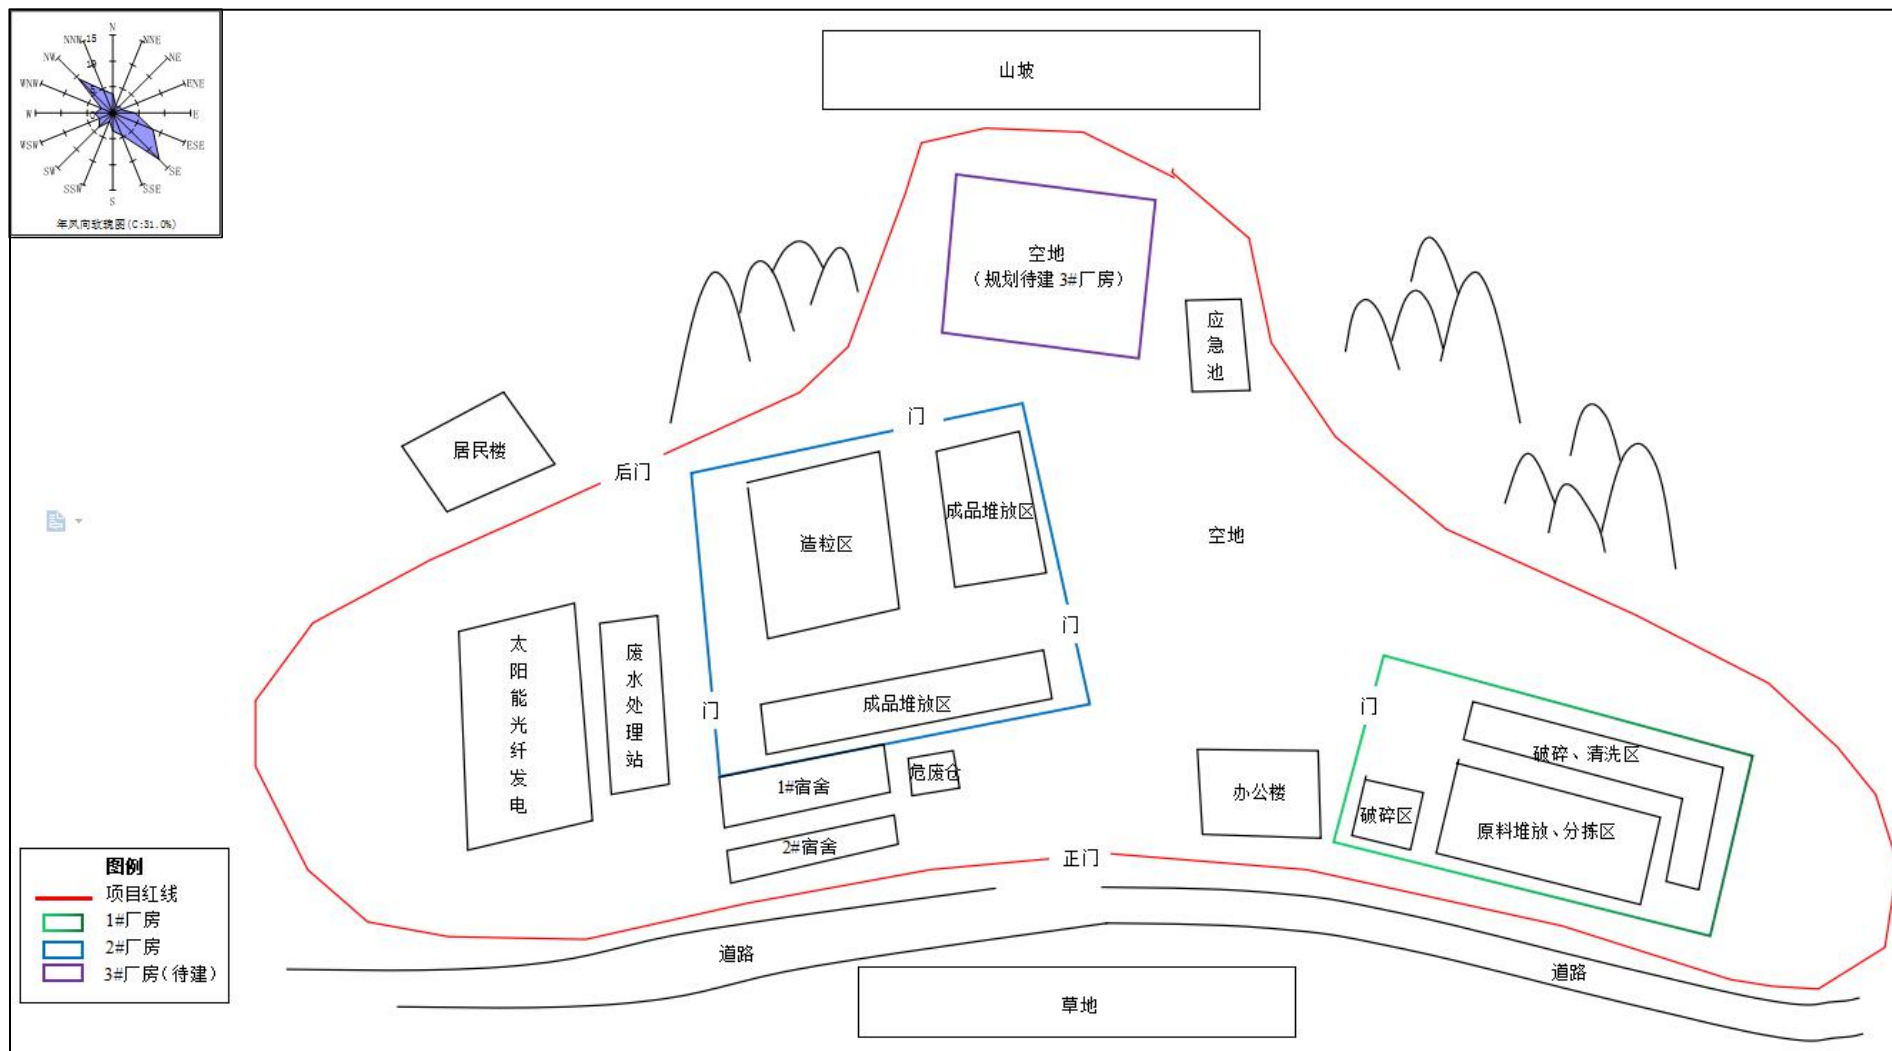 N
NNW
15
NNE
NW
10
NE
WNW
5
ENE
W
0
E
WSW
ESE
SW
SE
SSW
SSE
S
年风向玫瑰图(C:31.0%)
山坡
空地
（规划待建 3#厂房）
应急池
门
居民楼
后门
成品堆放区
造粒区
空地
门
太阳能光纤发电
废水处理站
成品堆放区
门
门
破碎、清洗区
危废仓
1#宿舍
办公楼
破碎区
原料堆放、分拣区
2#宿舍
正门
图例
项目红线
1#厂房
2#厂房
3#厂房（待建）
道路
道路
草地